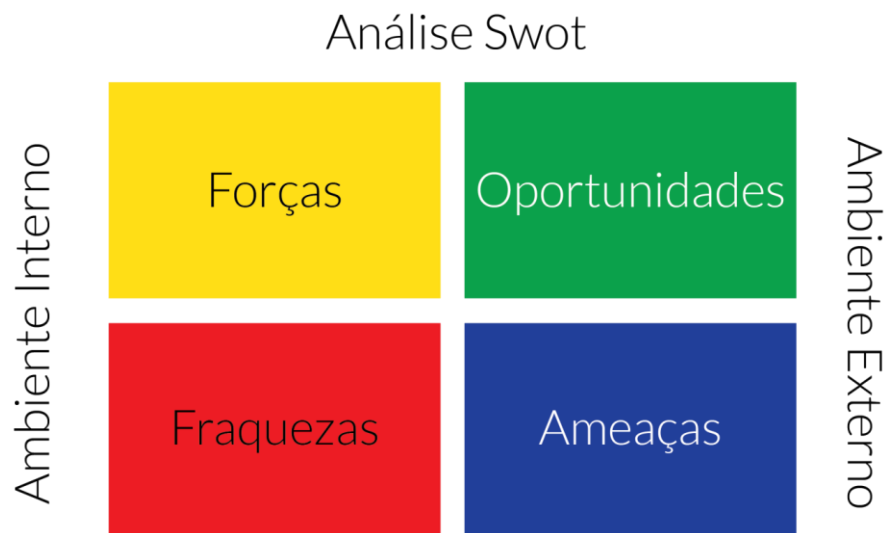 Análise Swot
Ambiente Interno
Forças
Oportunidades
Ambiente Externo
Fraquezas
Ameaças